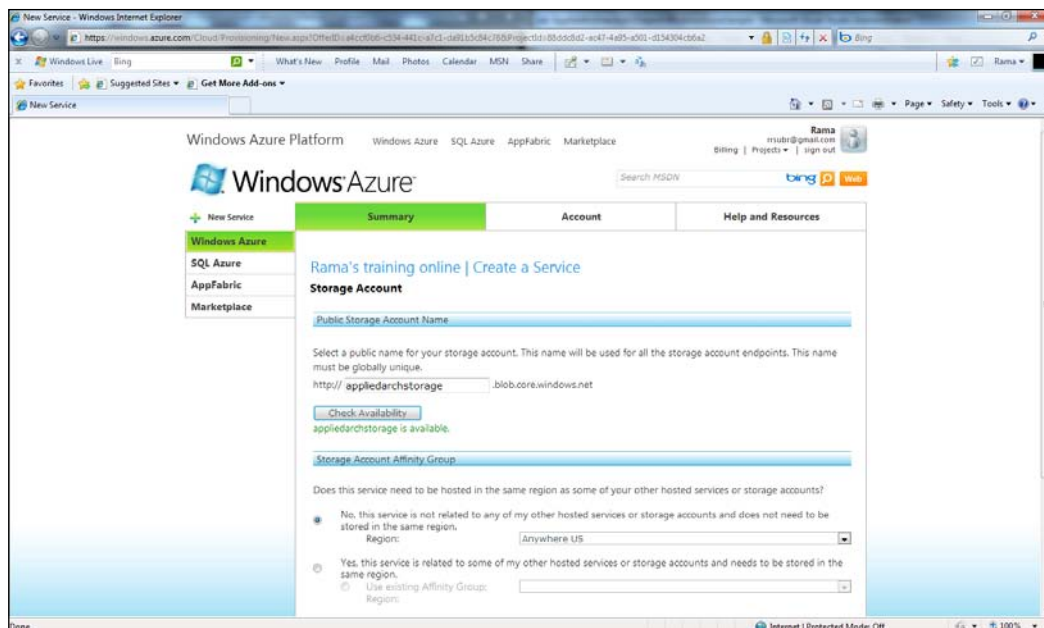 New Service - Windows Internet Explorer
Bing
Windows Live Bing What's New Profile Mail Photos Calendar MSN Share Rama
Favorites Suggested Sites Get More Add-ons
New Service Page Safety Tools
Windows Azure Platform Windows Azure SQL Azure AppFabric Marketplace
Rama
rrsubr@gmail.com
Billing | Projects | sign out
Windows Azure
Search MSDN bing Web
New Service Summary Account Help and Resources
Windows Azure
SQL Azure
AppFabric
Marketplace
Rama's training online | Create a Service
Storage Account
Public Storage Account Name
Select a public name for your storage account. This name will be used for all the storage account endpoints. This name
must be globally unique.
http:// appliedarchstorage .blob.core.windows.net
Check Availability
appliedarchstorage is available.
Storage Account Affinity Group
Does this service need to be hosted in the same region as some of your other hosted services or storage accounts?
No, this service is not related to any of my other hosted services or storage accounts and does not need to be
stored in the same region.
Region: Anywhere US
Yes, this service is related to some of my other hosted services or storage accounts and needs to be stored in the
same region.
Use existing Affinity Group:
Region:
Done Internet | Protected Mode: Off 100%